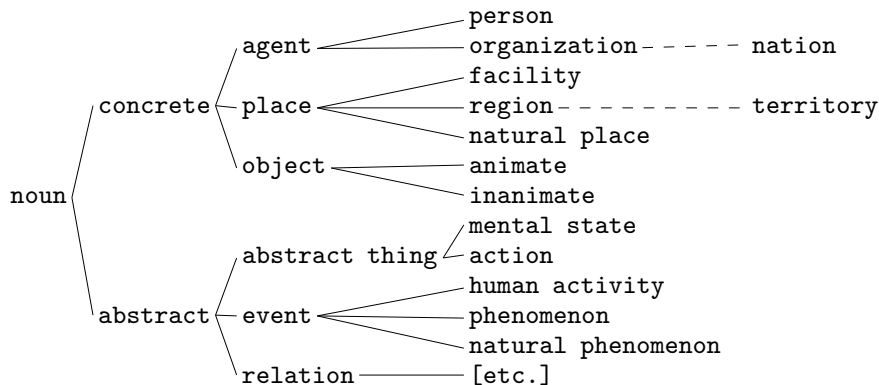 person
agent organization nation
facility
concrete place region territory
natural place
object animate
inanimate
noun
mental state
abstract thing action
human activity
abstract event phenomenon
natural phenomenon
relation [etc.]